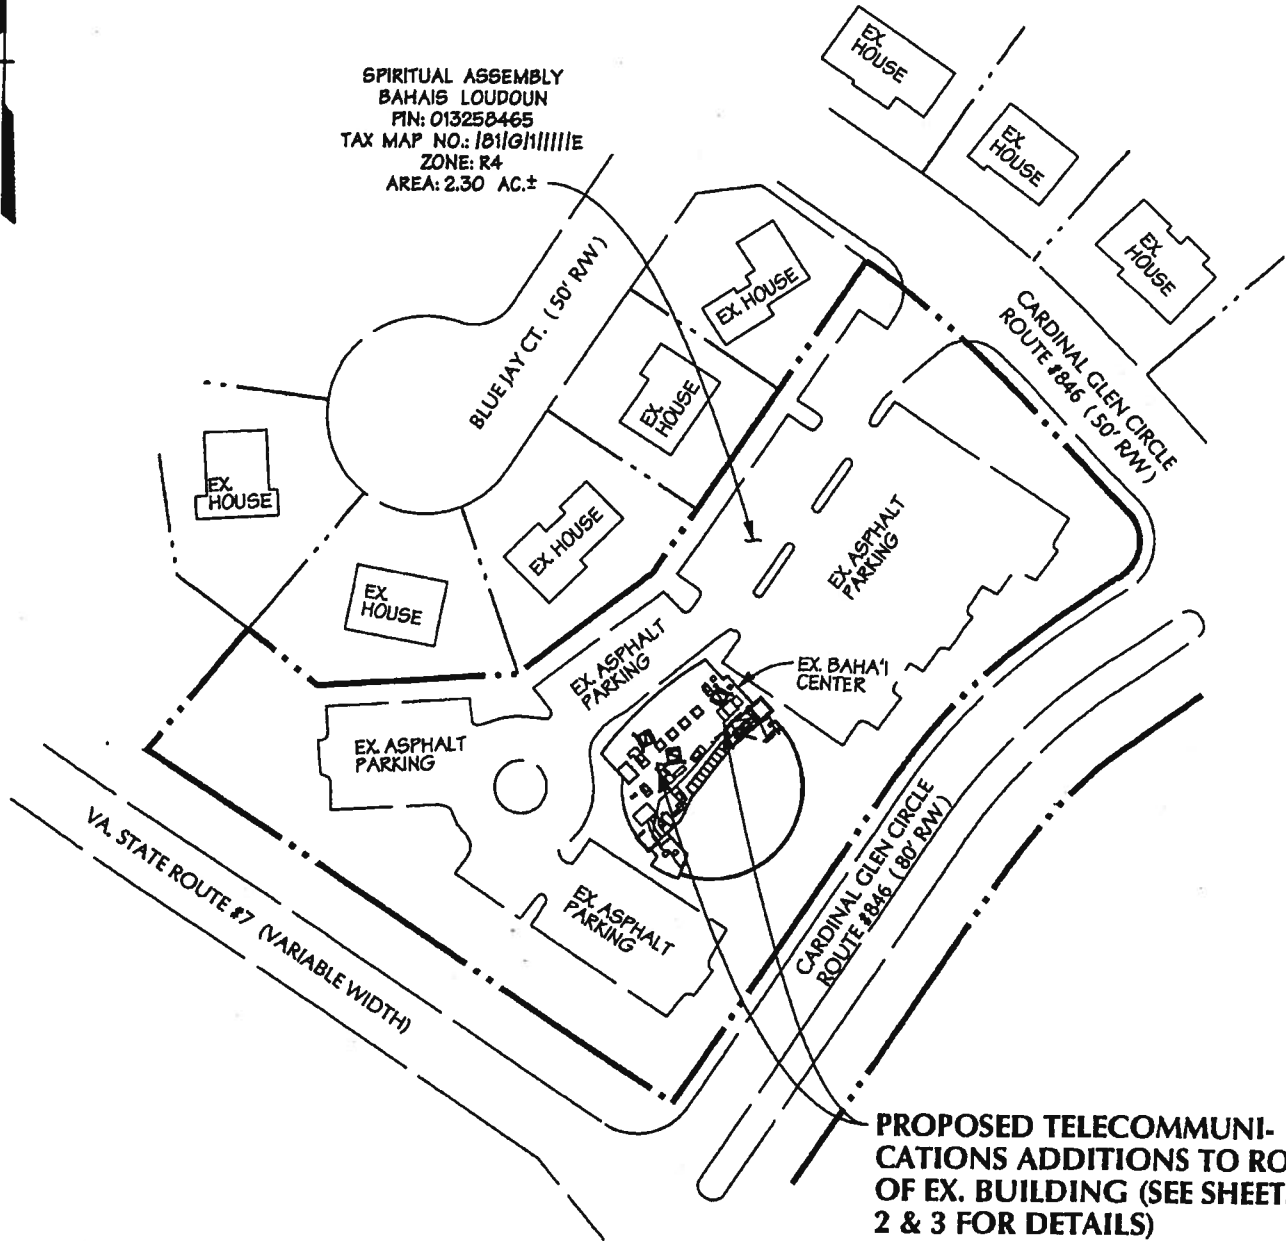 SPIRITUAL ASSEMBLY
BAHAIS LOUDOUN
PIN: 013258465
TAX MAP NO.: /81/G/1/////E
ZONE: R4
AREA: 2.30 AC.±
EX.
HOUSE
EX.
HOUSE
EX.
HOUSE
CARDINAL GLEN CIRCLE
ROUTE #846 ( 50' R/W )
BLUE JAY CT. ( 50' R/W )
EX. HOUSE
EX.
HOUSE
EX. HOUSE
EX.
HOUSE
EX.
HOUSE
EX. ASPHALT
PARKING
EX. ASPHALT
PARKING
EX. BAHA'I
CENTER
EX. ASPHALT
PARKING
EX. ASPHALT
PARKING
VA. STATE ROUTE #7 (VARIABLE WIDTH)
CARDINAL GLEN CIRCLE
ROUTE #846 ( 80' R/W )
PROPOSED TELECOMMUNI-
CATIONS ADDITIONS TO RO
OF EX. BUILDING (SEE SHEET
2 & 3 FOR DETAILS)